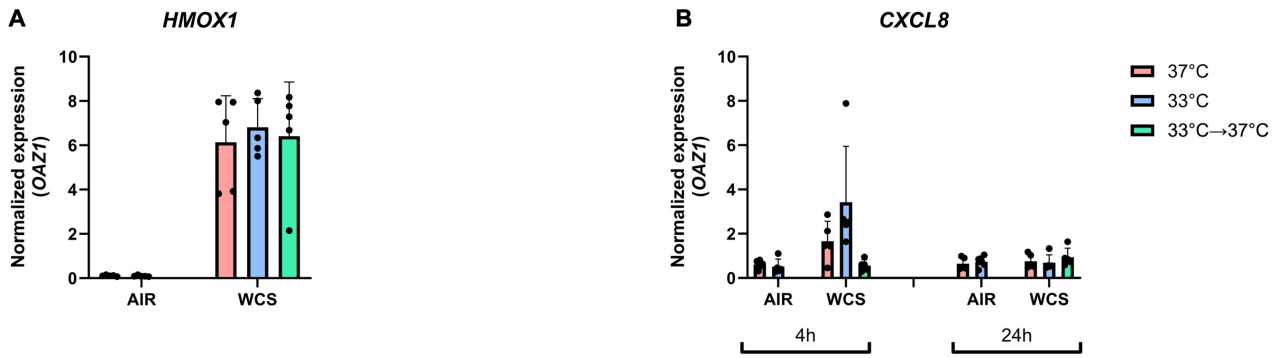 A
HMOX1
Normalized expression
(OAZ1)
10
8
6
4
2
0
AIR
WCS
B
CXCL8
Normalized expression
(OAZ1)
10
8
6
4
2
0
AIR
WCS
AIR
WCS
4h
24h
37°C
33°C
33°C→37°C